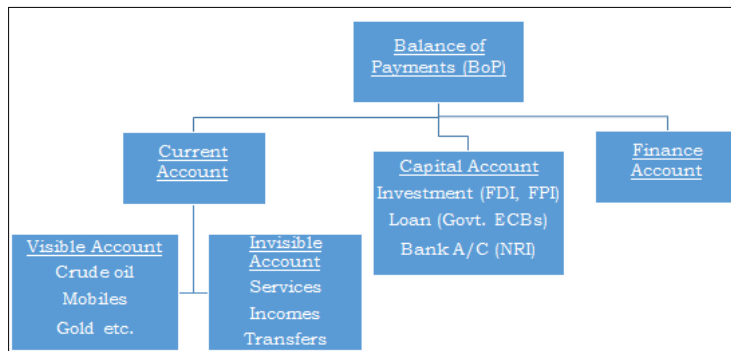 Balance of
Payments (BoP)
Current
Account
Capital Account
Investment (FDI, FPI)
Loan (Govt. ECBs)
Bank A/C (NRI)
Finance
Account
Visible Account
Crude oil
Mobiles
Gold etc.
Invisible
Account
Services
Incomes
Transfers